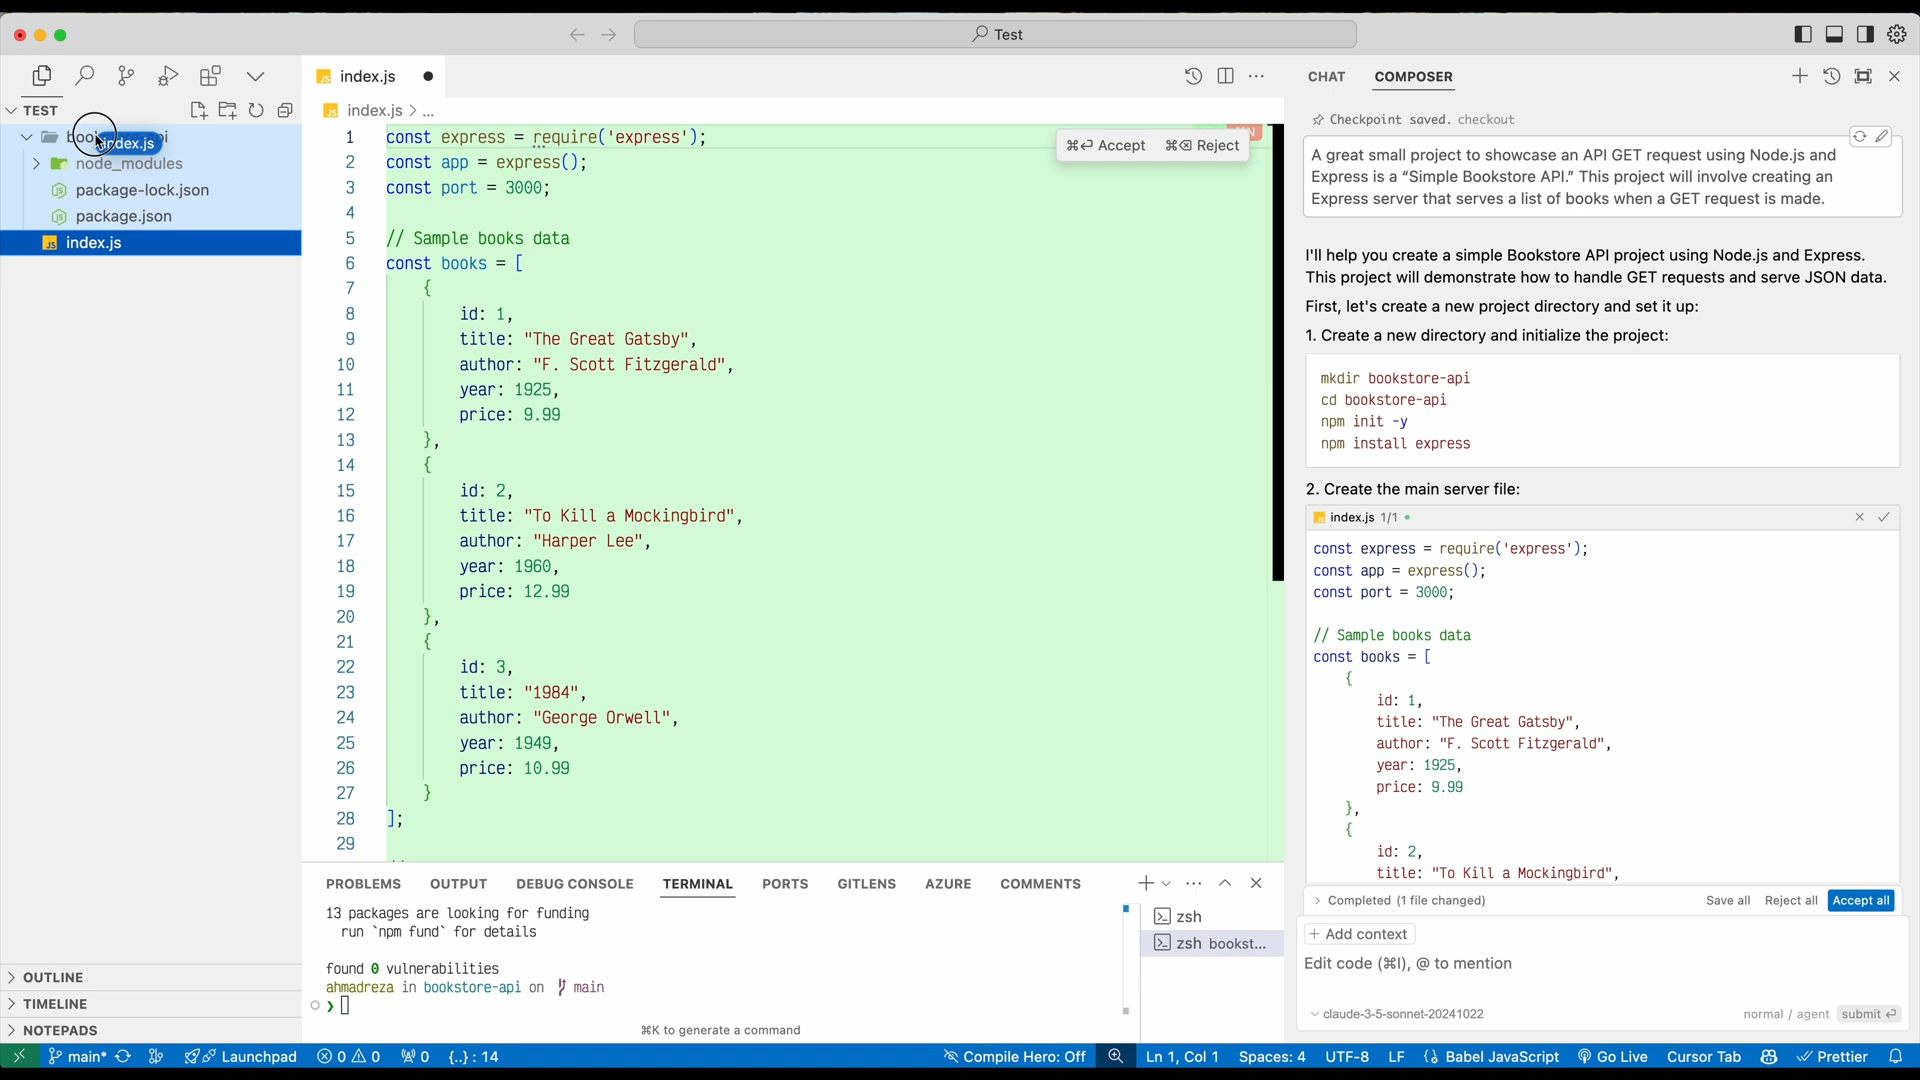 Test
index.js
CHAT
COMPOSER
TEST
index.js > ...
Checkpoint saved. checkout
index.js
node_modules
package-lock.json
package.json
index.js
1 const express = require('express');
2 const app = express();
3 const port = 3000;
4
5 // Sample books data
6 const books = [
7 {
8 id: 1,
9 title: "The Great Gatsby",
10 author: "F. Scott Fitzgerald",
11 year: 1925,
12 price: 9.99
13 },
14 {
15 id: 2,
16 title: "To Kill a Mockingbird",
17 author: "Harper Lee",
18 year: 1960,
19 price: 12.99
20 },
21 {
22 id: 3,
23 title: "1984",
24 author: "George Orwell",
25 year: 1949,
26 price: 10.99
27 }
28 ];
29
⌘⏎ Accept ⌘⌫ Reject
A great small project to showcase an API GET request using Node.js and
Express is a “Simple Bookstore API.” This project will involve creating an
Express server that serves a list of books when a GET request is made.
I'll help you create a simple Bookstore API project using Node.js and Express.
This project will demonstrate how to handle GET requests and serve JSON data.
First, let's create a new project directory and set it up:
1. Create a new directory and initialize the project:
mkdir bookstore-api
cd bookstore-api
npm init -y
npm install express
2. Create the main server file:
index.js 1/1
const express = require('express');
const app = express();
const port = 3000;
// Sample books data
const books = [
{
id: 1,
title: "The Great Gatsby",
author: "F. Scott Fitzgerald",
year: 1925,
price: 9.99
},
{
id: 2,
title: "To Kill a Mockingbird",
Completed (1 file changed) Save all Reject all Accept all
+ Add context
Edit code (⌘I), @ to mention
claude-3-5-sonnet-20241022 normal / agent submit ⏎
PROBLEMS OUTPUT DEBUG CONSOLE TERMINAL PORTS GITLENS AZURE COMMENTS
13 packages are looking for funding
run `npm fund` for details
found 0 vulnerabilities
ahmadreza in bookstore-api on main
❯
⌘K to generate a command
zsh
zsh bookst...
OUTLINE
TIMELINE
NOTEPADS
main* Launchpad 0 0 0 {..} : 14 Compile Hero: Off Ln 1, Col 1 Spaces: 4 UTF-8 LF Babel JavaScript Go Live Cursor Tab Prettier